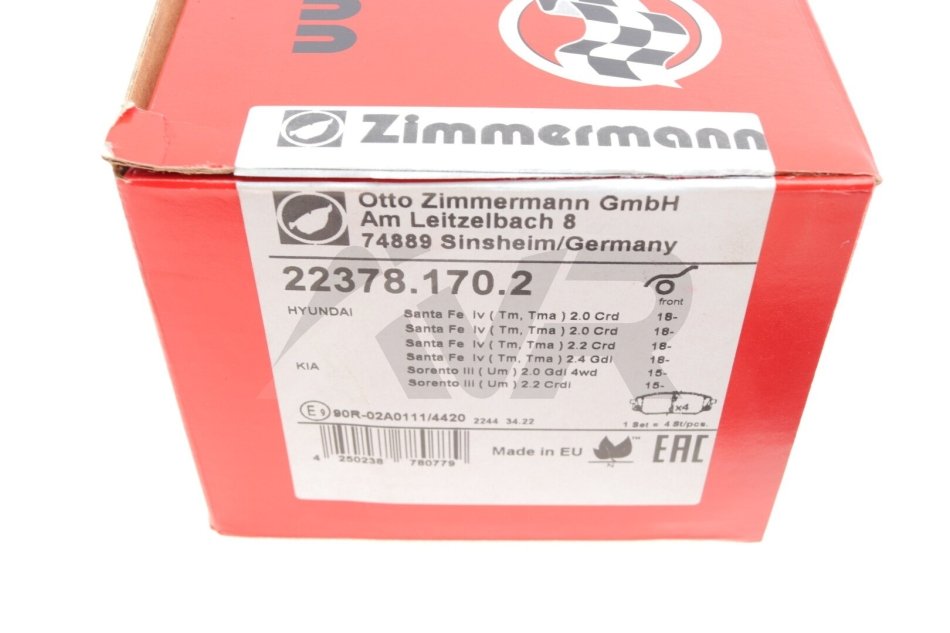 Zimmermann
Otto Zimmermann GmbH
Am Leitzelbach 8
74889 Sinsheim/Germany
22378.170.2
front
HYUNDAI Santa Fe Iv ( Tm, Tma ) 2.0 Crd 18-
Santa Fe Iv ( Tm, Tma ) 2.0 Crd 18-
Santa Fe Iv ( Tm, Tma ) 2.2 Crd 18-
Santa Fe Iv ( Tm, Tma ) 2.4 Gdi 18-
KIA Sorento III ( Um ) 2.0 Gdi 4wd 15-
Sorento III ( Um ) 2.2 Crdi 15-
x4
E 9 90R-02A0111/4420 2244 34.22 1 Set = 4 St/pcs.
4 250238 780779 Made in EU ™ N EAC